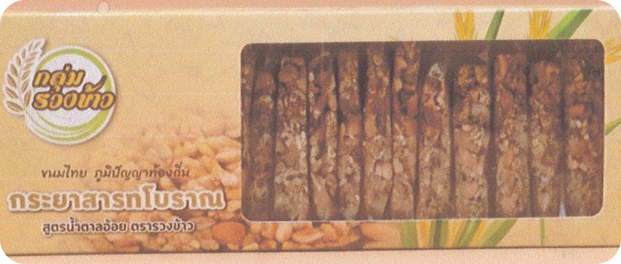 กลุ่ม
รวงข้าว
ขนมไทย ภูมิปัญญาท้องถิ่น
กระยาสารทโบราณ
สูตรน้ำตาลอ้อย ตรารวงข้าว